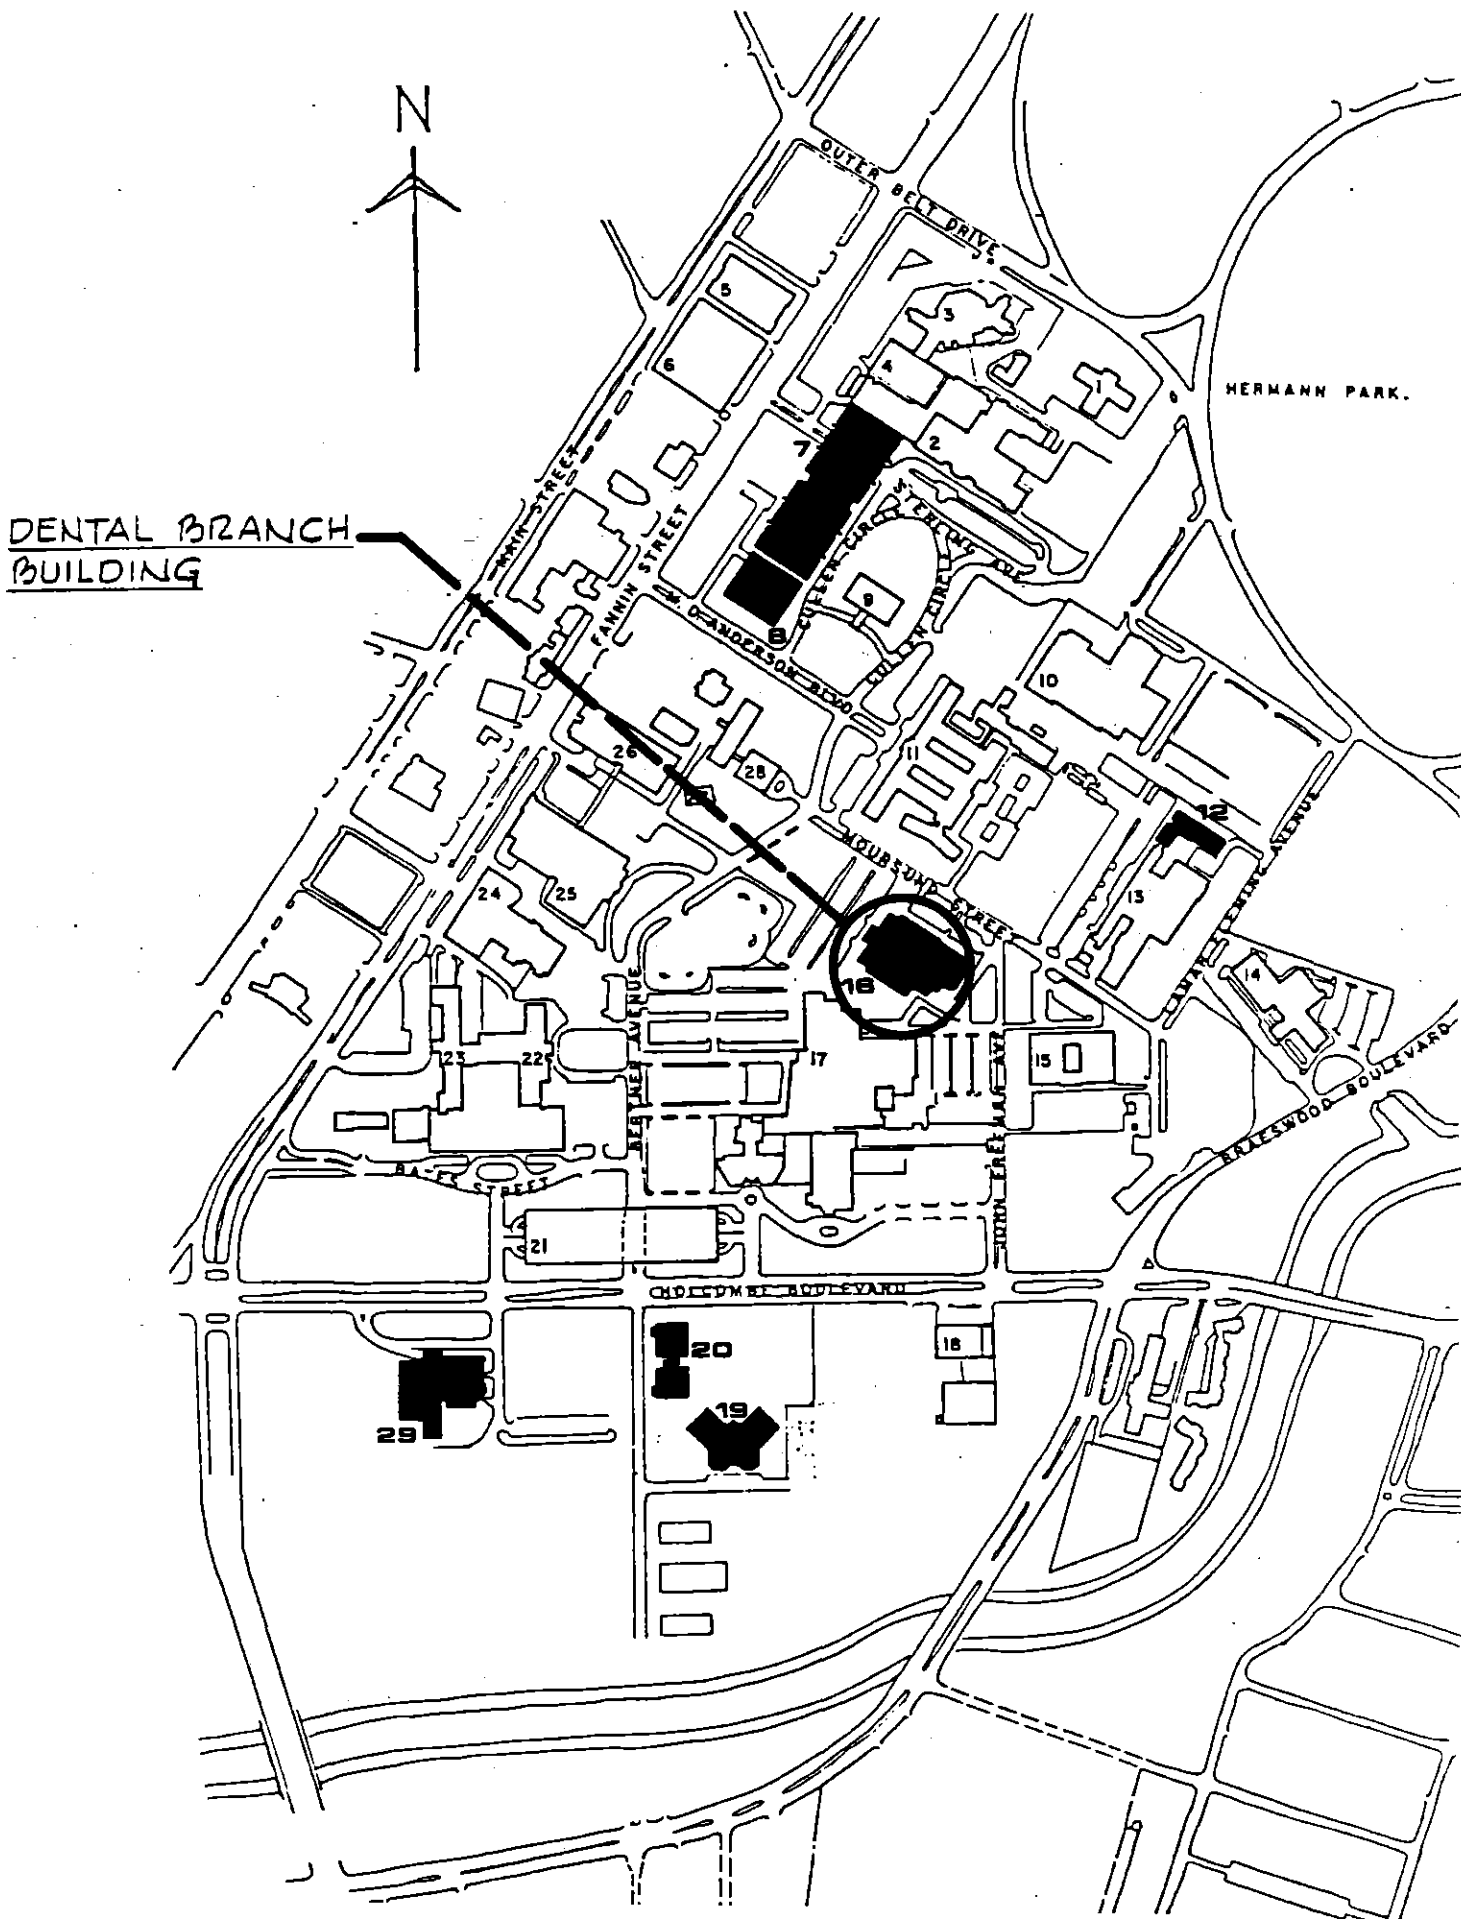 N
OUTER BELT DRIVE
5
3
6
4
1
HERMANN PARK.
7
2
MAIN STREET
STERLING AVE
DENTAL BRANCH
BUILDING
FANNIN STREET
CULLEN CIRCLE
9
CULLEN CIRCLE
8
M.D. ANDERSON BLVD
10
11
26
28
12
MOURSUND STREET
LAMAR FLEMING AVENUE
24
25
13
14
16
BERTNER AVENUE
23
22
17
15
JOHN FREEMAN AVE
BRAESWOOD BOULEVARD
BATES STREET
21
HOLCOMBE BOULEVARD
20
18
19
29